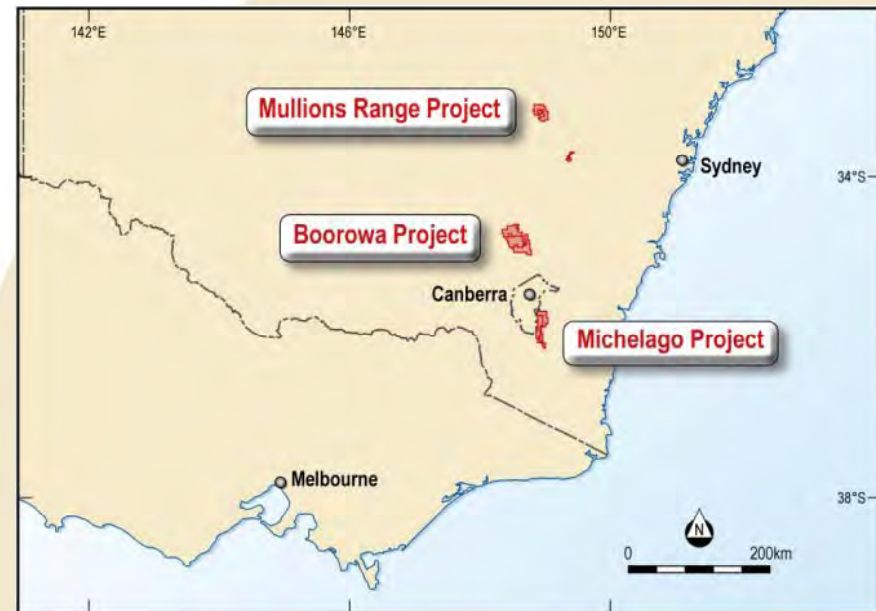 142°E
146°E
150°E
Mullions Range Project
Sydney
34°S
Boorowa Project
Canberra
Michelago Project
Melbourne
38°S
N
0 200km